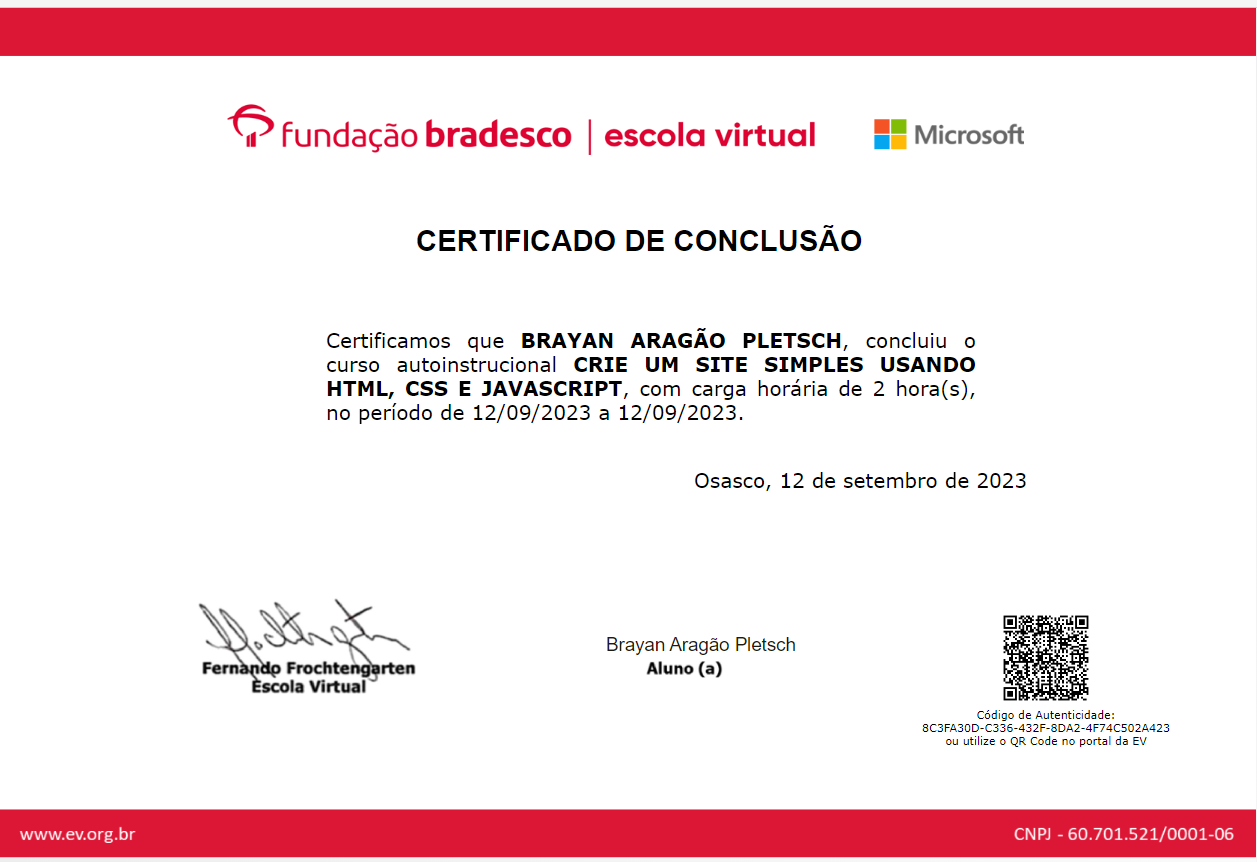 fundação bradesco | escola virtual Microsoft
CERTIFICADO DE CONCLUSÃO
Certificamos que BRAYAN ARAGÃO PLETSCH, concluiu o
curso autoinstrucional CRIE UM SITE SIMPLES USANDO
HTML, CSS E JAVASCRIPT, com carga horária de 2 hora(s),
no período de 12/09/2023 a 12/09/2023.
Osasco, 12 de setembro de 2023
Fernando Frochtengarten
Escola Virtual
Brayan Aragão Pletsch
Aluno (a)
Código de Autenticidade:
8C3FA30D-C336-432F-8DA2-4F74C502A423
ou utilize o QR Code no portal da EV
www.ev.org.br
CNPJ - 60.701.521/0001-06